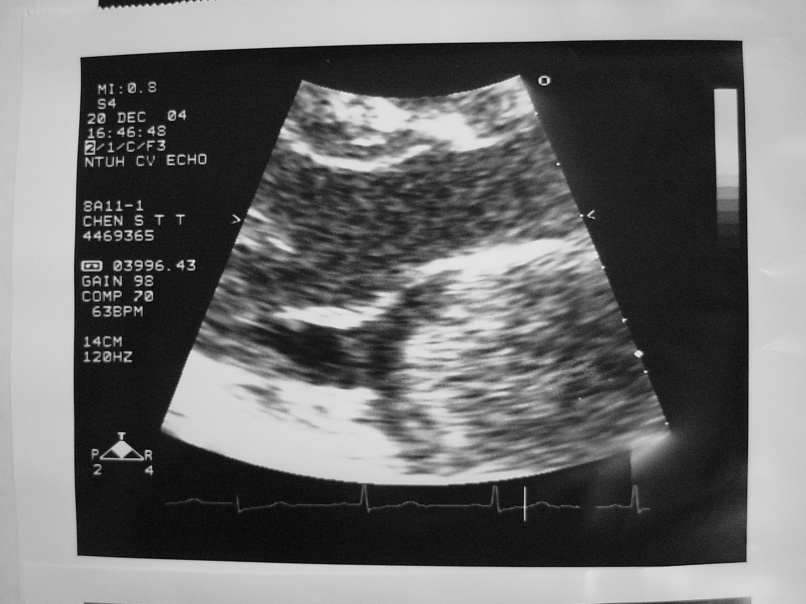 MI:0.8
S4
20 DEC 04
16:46:48
2/1/C/F3
NTUH CV ECHO
8A11-1
CHEN S T T
4469365
03996.43
GAIN 98
COMP 70
63BPM
14CM
120HZ
T
P R
2 4